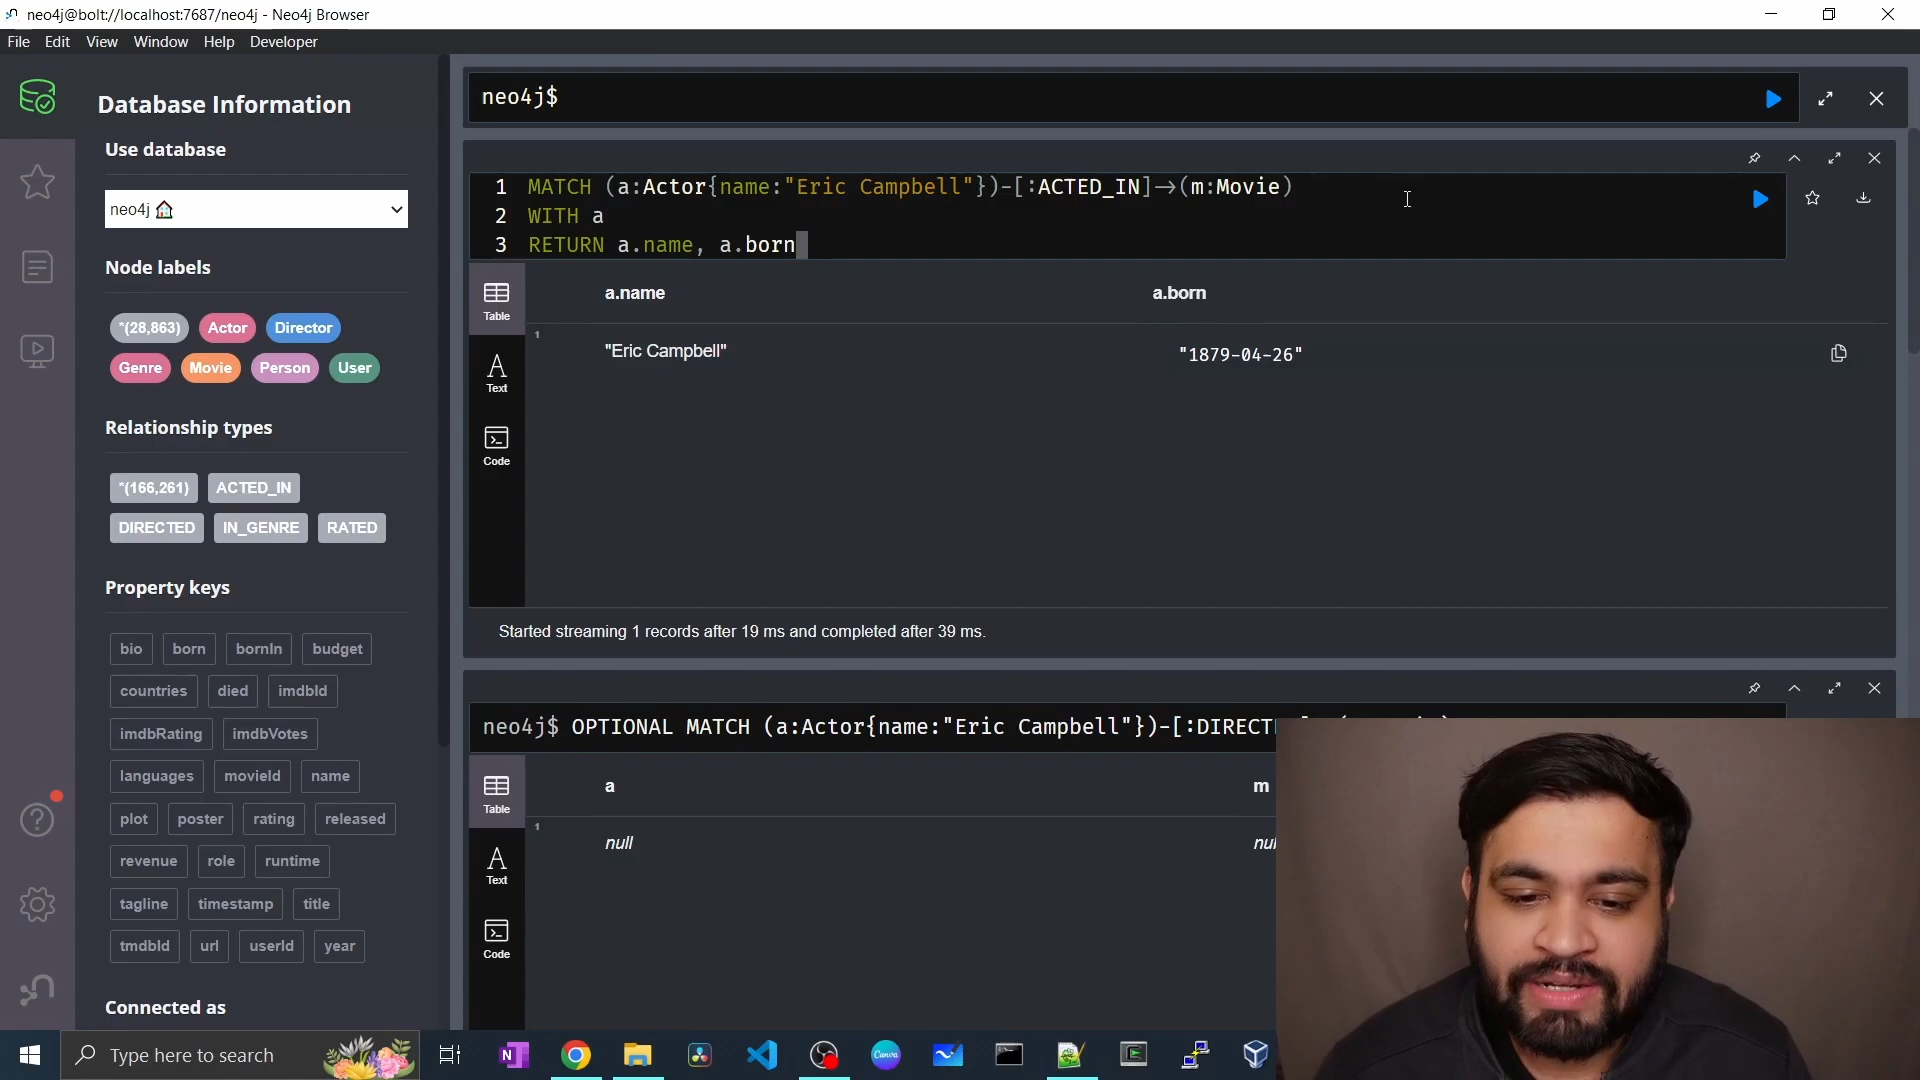 neo4j@bolt://localhost:7687/neo4j - Neo4j Browser
File Edit View Window Help Developer
Database Information
Use database
neo4j
Node labels
*(28,863) Actor Director
Genre Movie Person User
Relationship types
*(166,261) ACTED_IN
DIRECTED IN_GENRE RATED
Property keys
bio born bornIn budget
countries died imdbId
imdbRating imdbVotes
languages movieId name
plot poster rating released
revenue role runtime
tagline timestamp title
tmdbId url userId year
Connected as
neo4j$
1 MATCH (a:Actor{name:"Eric Campbell"})-[:ACTED_IN]->(m:Movie)
2 WITH a
3 RETURN a.name, a.born
Table
Text
Code
a.name a.born
1 "Eric Campbell" "1879-04-26"
Started streaming 1 records after 19 ms and completed after 39 ms.
neo4j$ OPTIONAL MATCH (a:Actor{name:"Eric Campbell"})-[:DIRECT
Table
Text
Code
a m
1 null
Type here to search
Canva